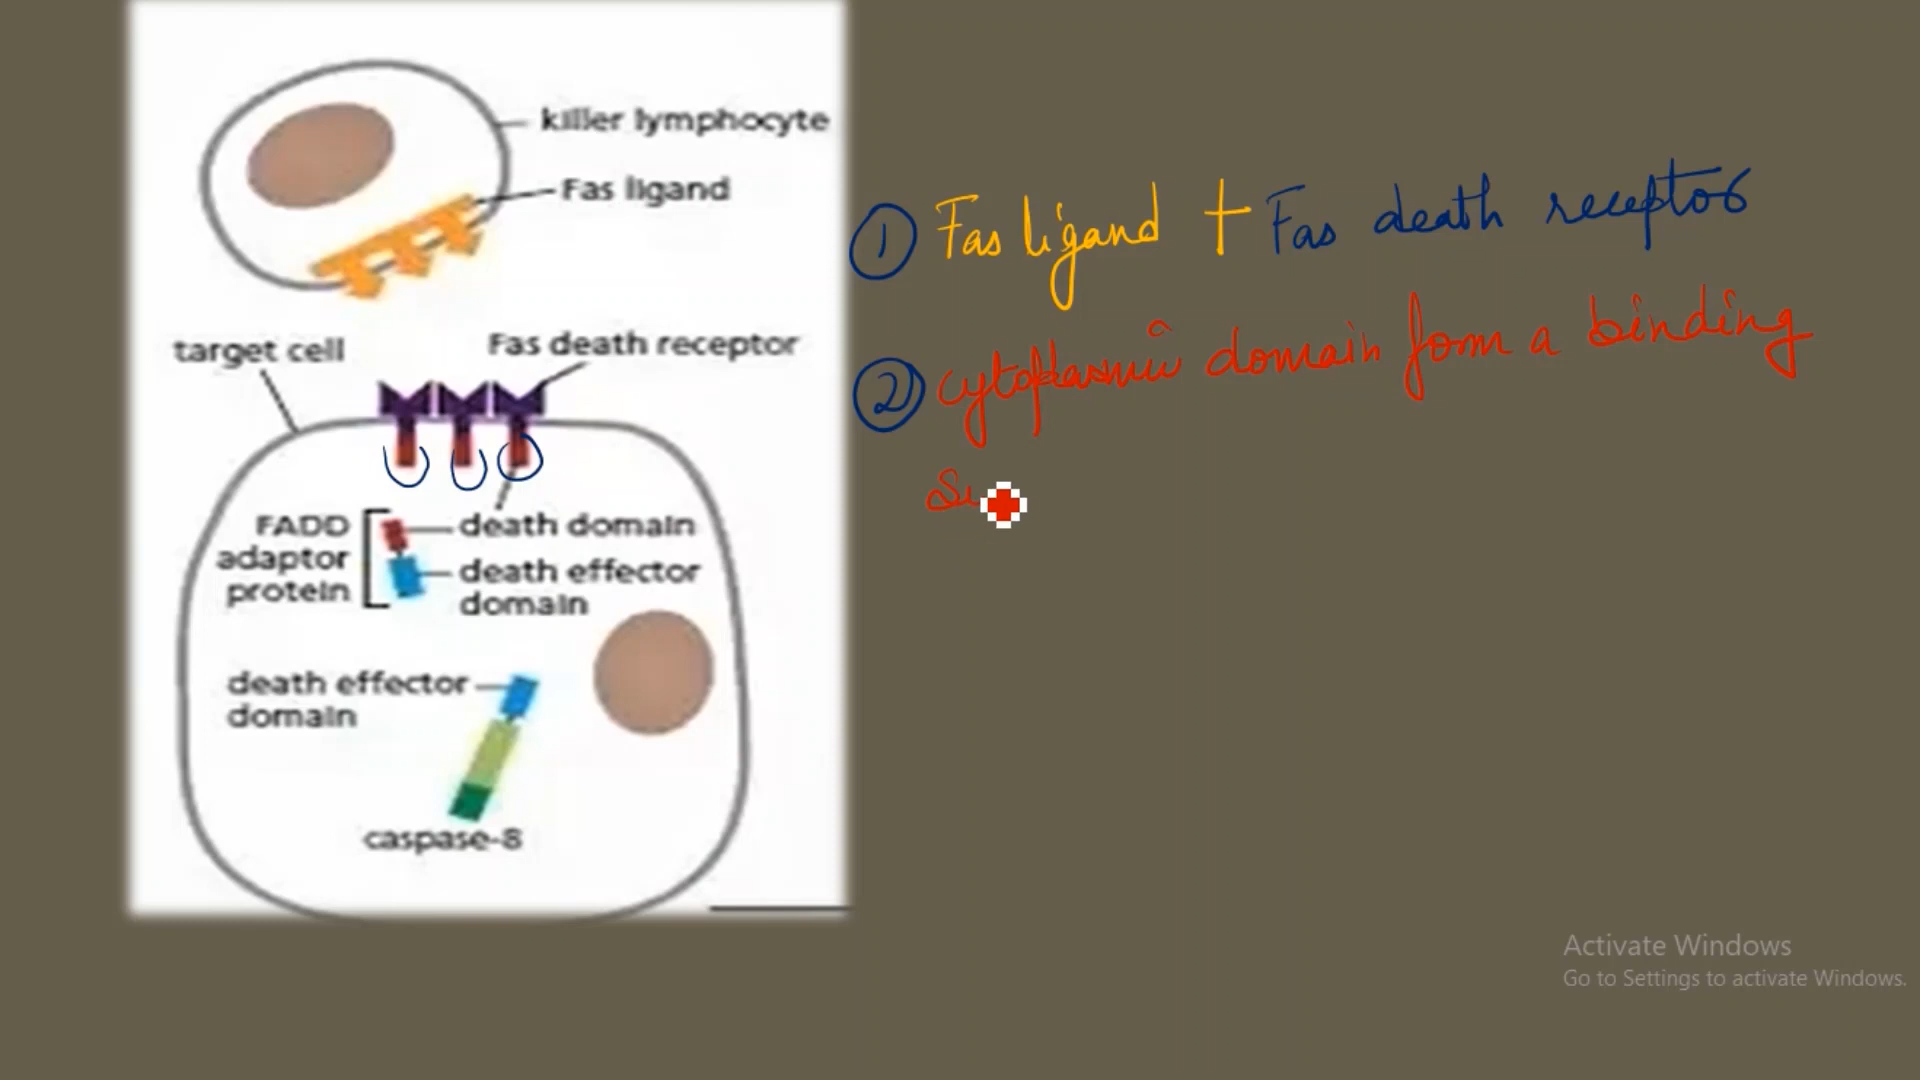 killer lymphocyte
Fas ligand
target cell
Fas death receptor
FADD
adaptor
protein
death domain
death effector
domain
death effector
domain
caspase-8
1 Fas ligand + Fas death receptor
2 cytoplasmic domain form a binding
Activate Windows
Go to Settings to activate Windows.